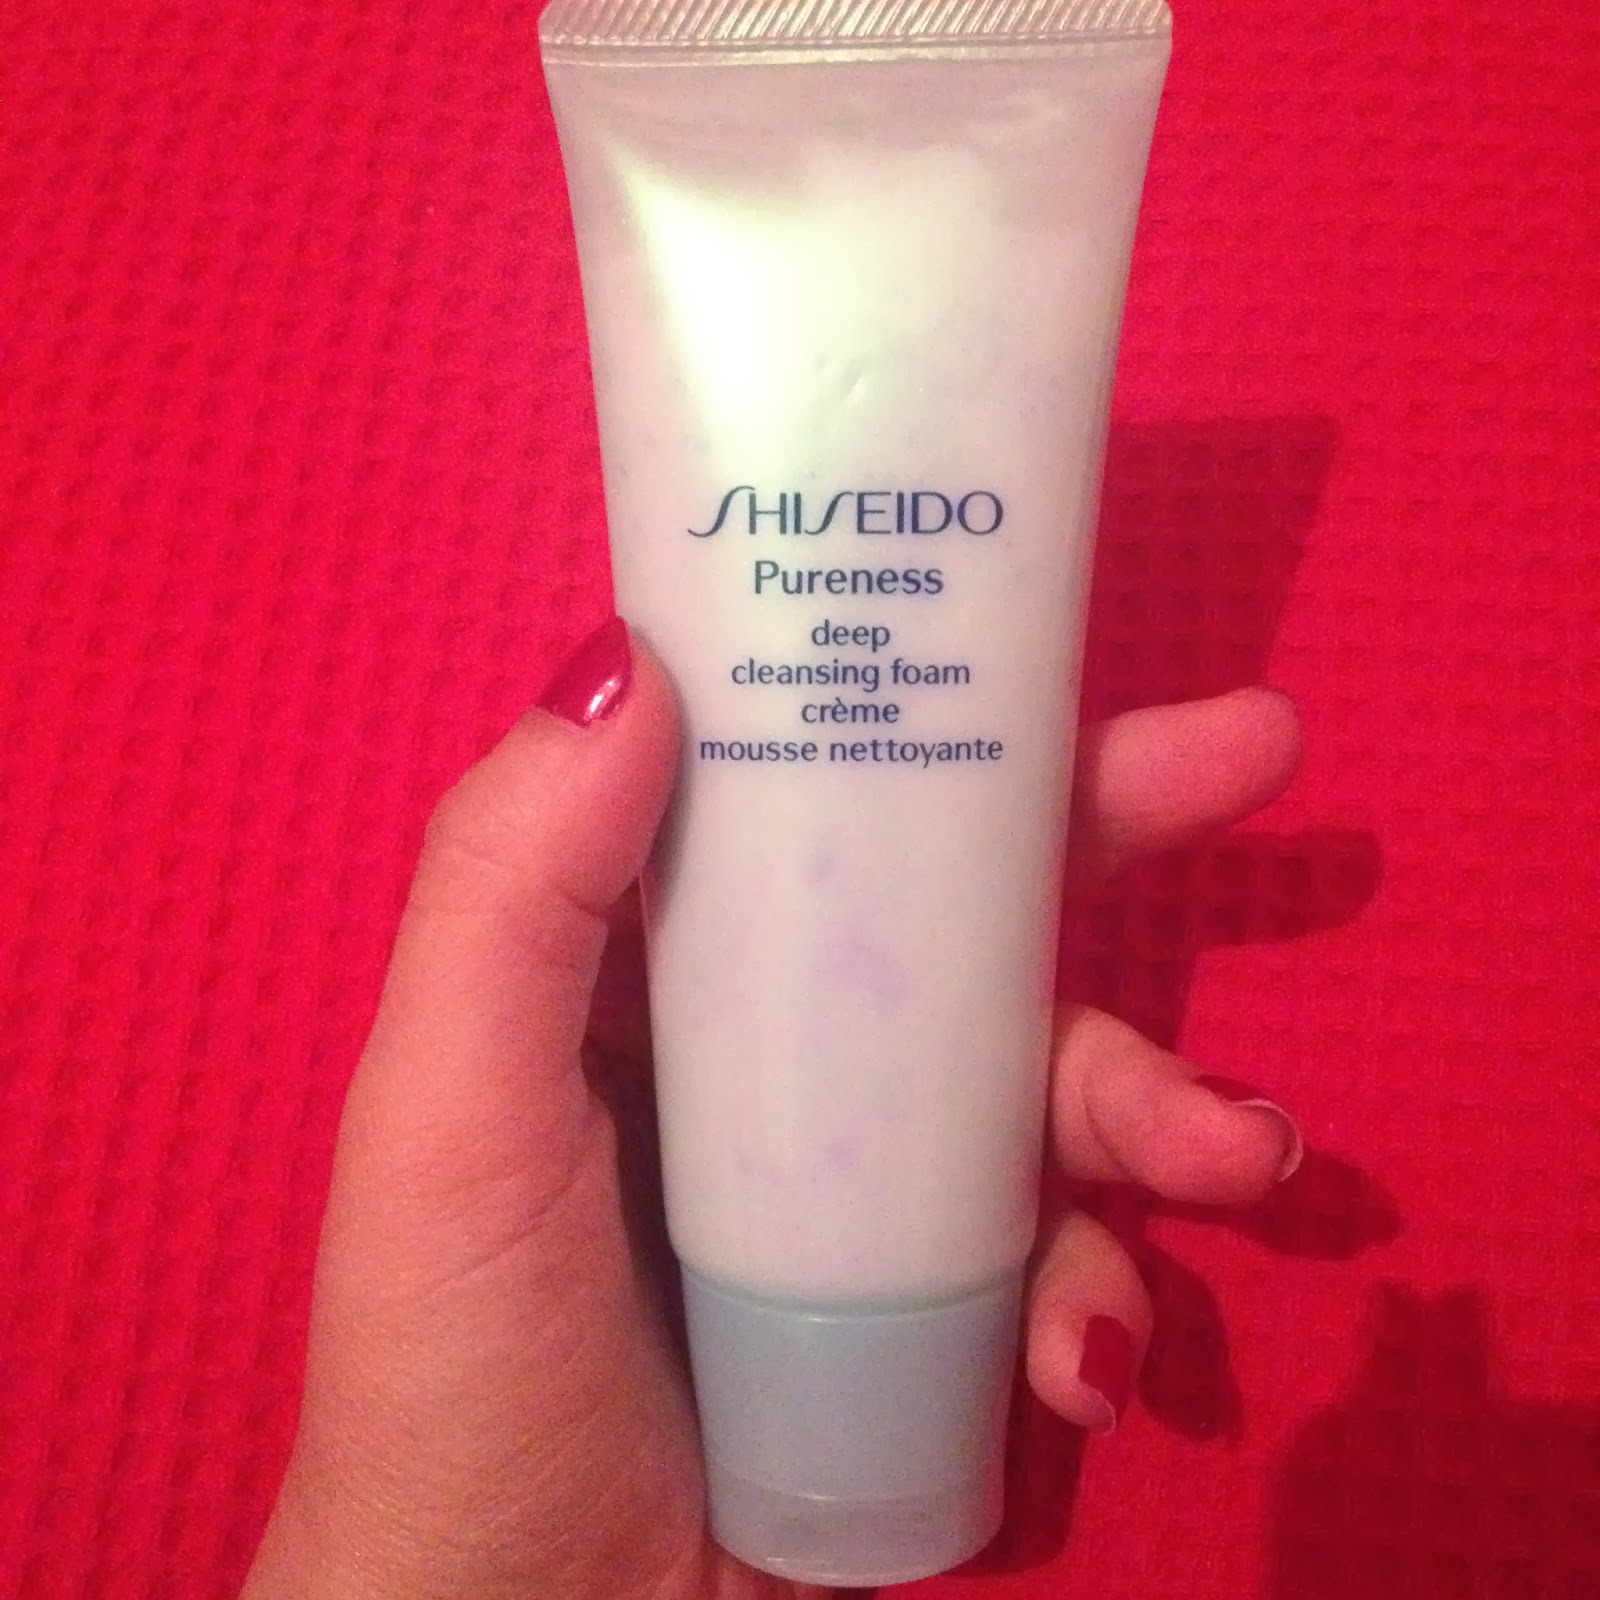 SHISEIDO
Pureness
deep
cleansing foam
crème
mousse nettoyante